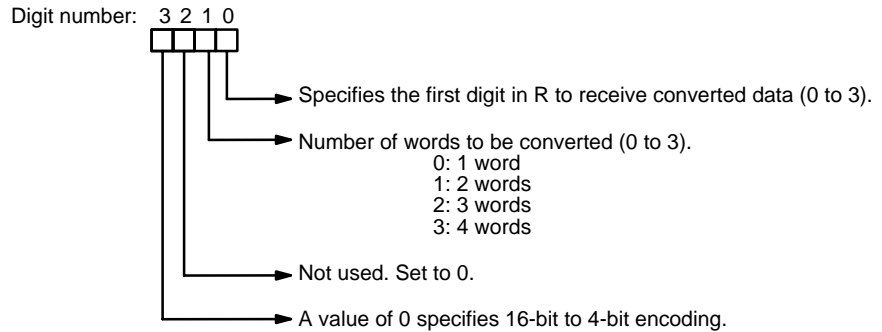 Digit number: 3 2 1 0
Specifies the first digit in R to receive converted data (0 to 3).
Number of words to be converted (0 to 3).
0: 1 word
1: 2 words
2: 3 words
3: 4 words
Not used. Set to 0.
A value of 0 specifies 16-bit to 4-bit encoding.